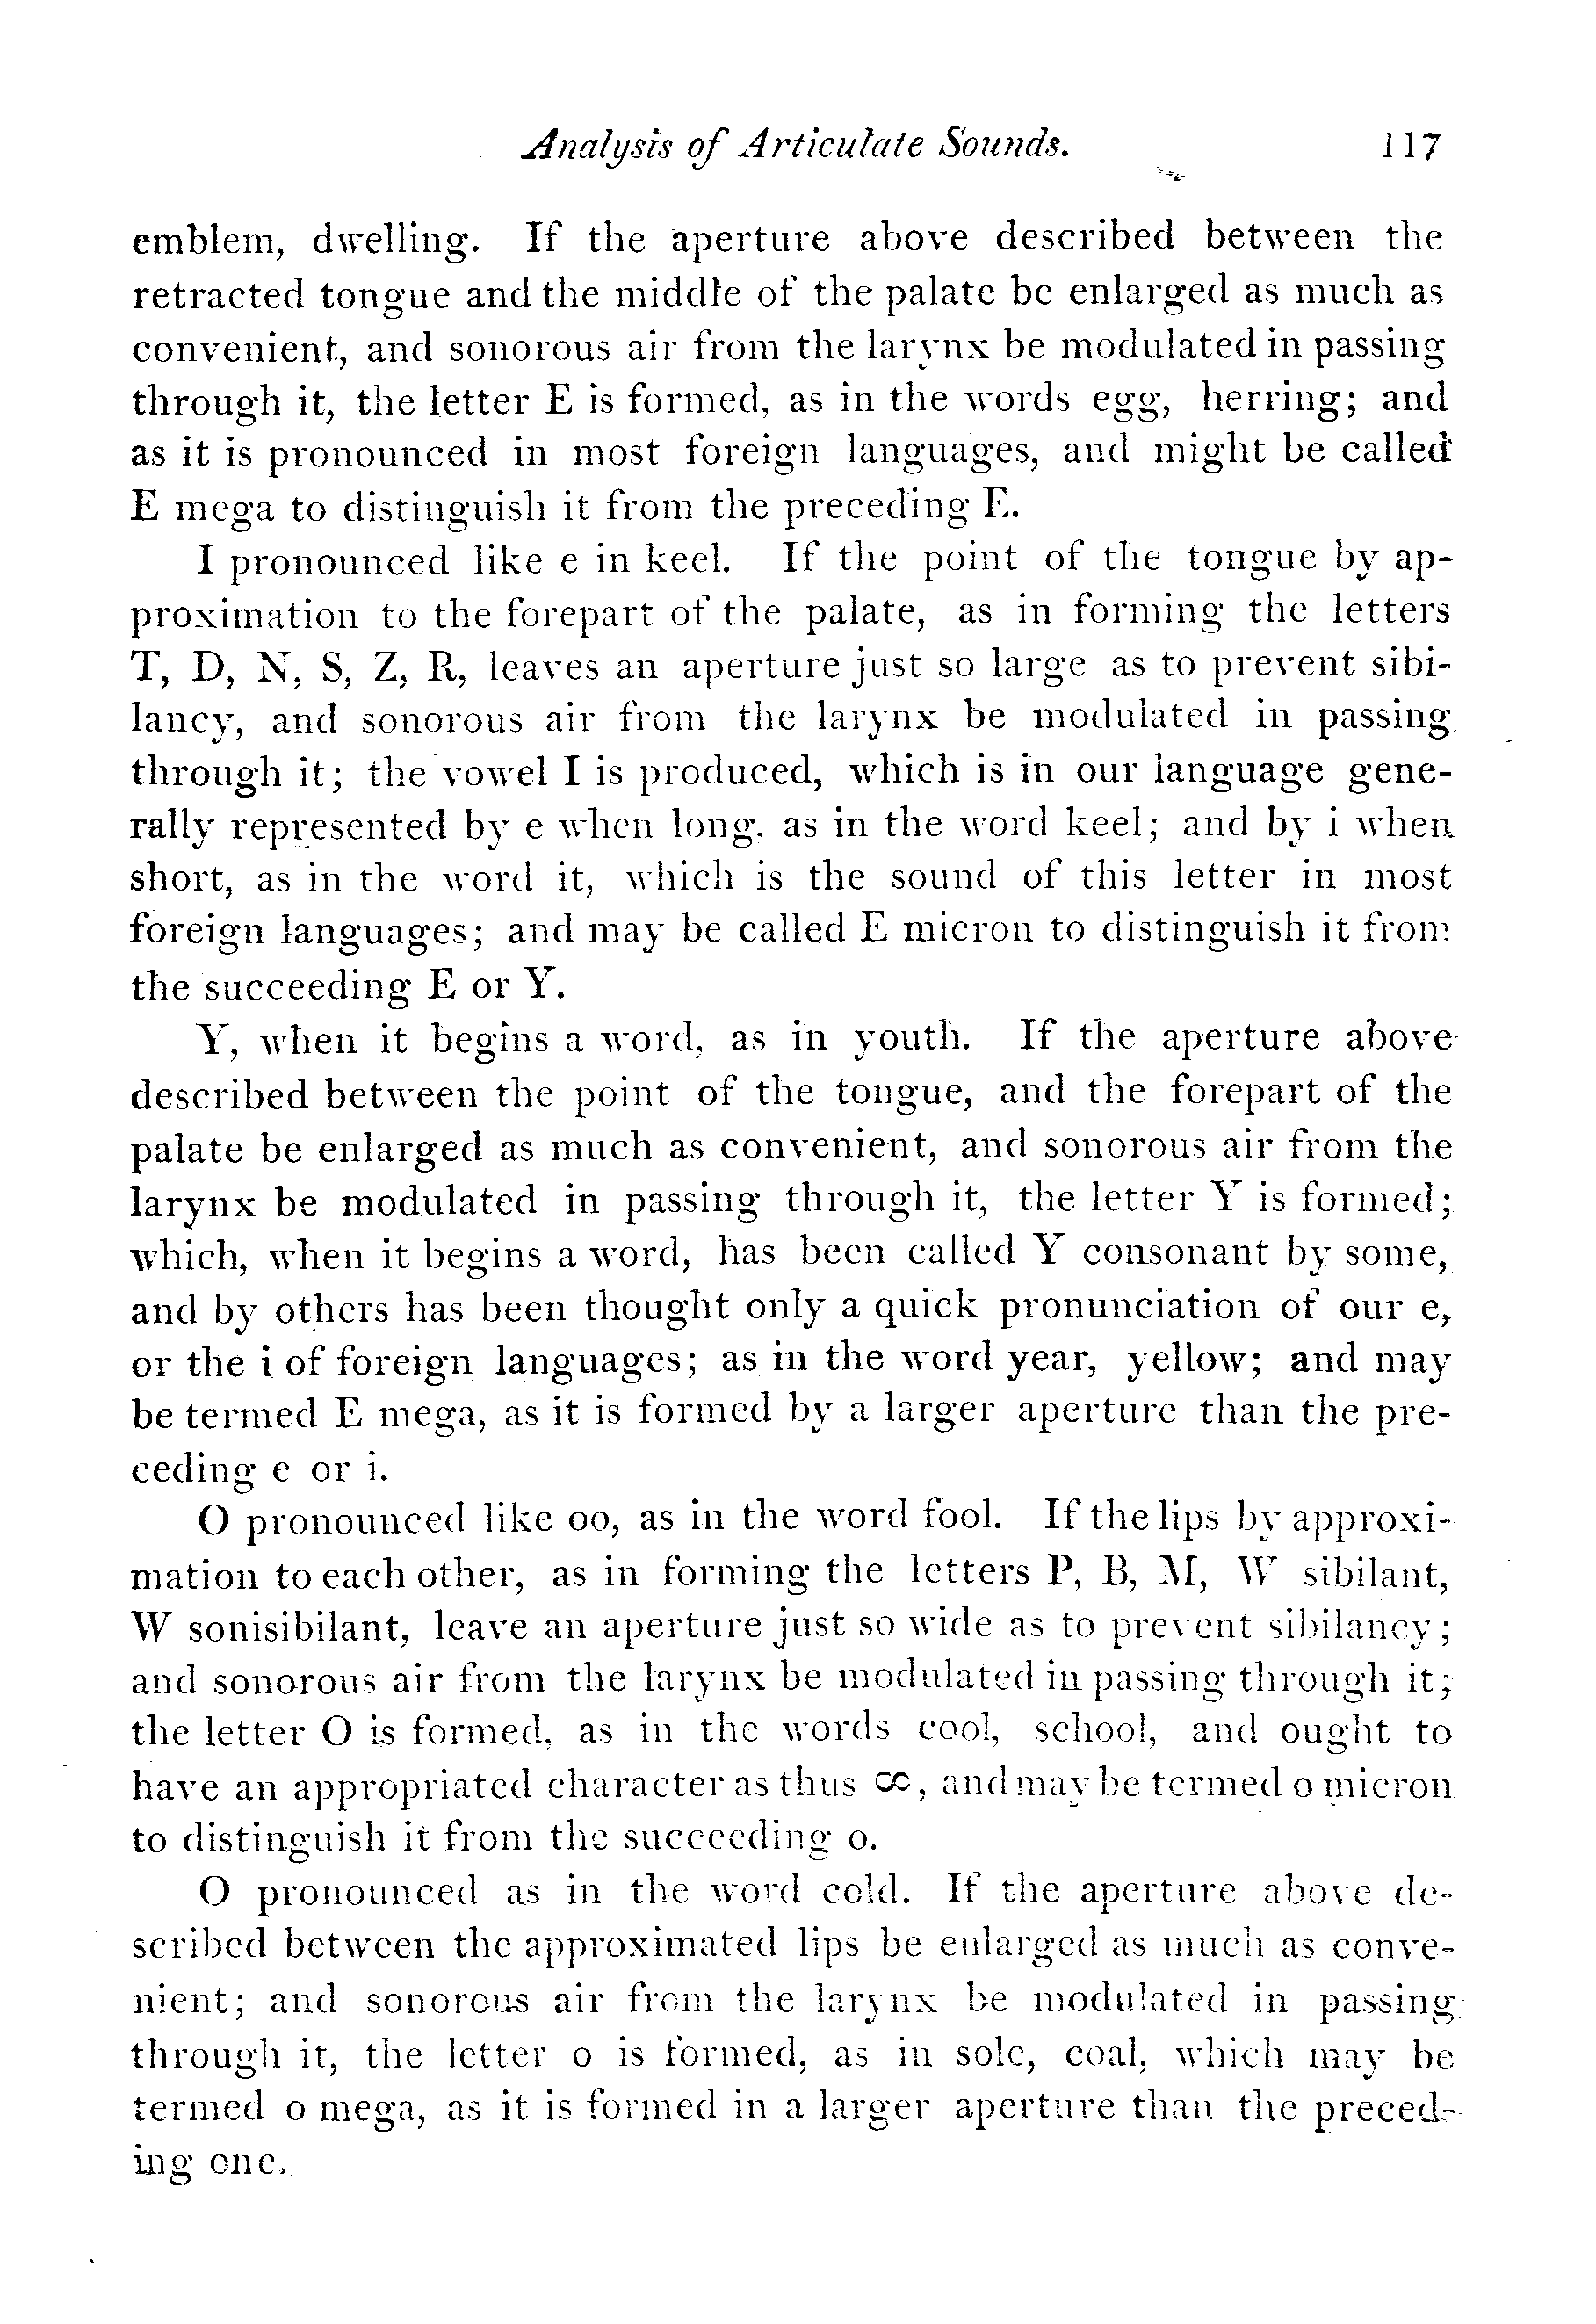 Analysis of Articulate Sounds. 117
emblem, dwelling. If the aperture above described between the
retracted tongue and the middle of the palate be enlarged as much as
convenient, and sonorous air from the larynx be modulated in passing
through it, the letter E is formed, as in the words egg, herring; and
as it is pronounced in most foreign languages, and might be called
E mega to distinguish it from the preceding E.
I pronounced like e in keel. If the point of the tongue by ap-
proximation to the forepart of the palate, as in forming the letters
T, D, N, S, Z, R, leaves an aperture just so large as to prevent sibi-
lancy, and sonorous air from the larynx be modulated in passing
through it; the vowel I is produced, which is in our language gene-
rally represented by e when long, as in the word keel; and by i when
short, as in the word it, which is the sound of this letter in most
foreign languages; and may be called E micron to distinguish it from
the succeeding E or Y.
Y, when it begins a word, as in youth. If the aperture above
described between the point of the tongue, and the forepart of the
palate be enlarged as much as convenient, and sonorous air from the
larynx be modulated in passing through it, the letter Y is formed;
which, when it begins a word, has been called Y consonant by some,
and by others has been thought only a quick pronunciation of our e,
or the i of foreign languages; as in the word year, yellow; and may
be termed E mega, as it is formed by a larger aperture than the pre-
ceding e or i.
O pronounced like oo, as in the word fool. If the lips by approxi-
mation to each other, as in forming the letters P, B, M, W sibilant,
W sonisibilant, leave an aperture just so wide as to prevent sibilancy;
and sonorous air from the larynx be modulated in passing through it;
the letter O is formed, as in the words cool, school, and ought to
have an appropriated character as thus ∞, and may be termed o micron
to distinguish it from the succeeding o.
O pronounced as in the word cold. If the aperture above de-
scribed between the approximated lips be enlarged as much as conve-
nient; and sonorous air from the larynx be modulated in passing
through it, the letter o is formed, as in sole, coal, which may be
termed o mega, as it is formed in a larger aperture than the preced-
ing one.